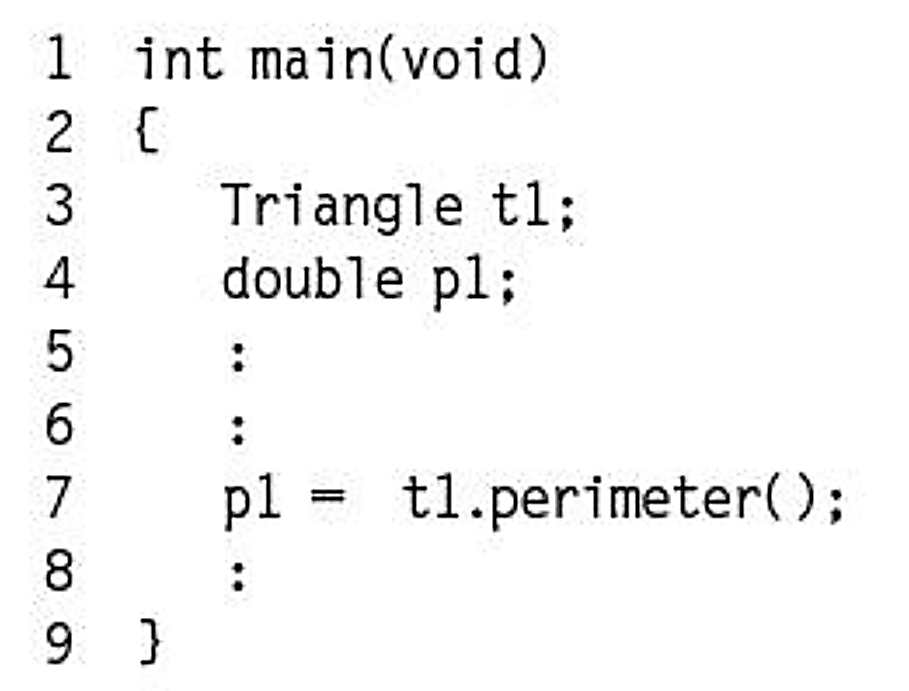 1 int main(void)
2 {
3 Triangle t1;
4 double p1;
5 :
6 :
7 p1 = t1.perimeter();
8 :
9 }